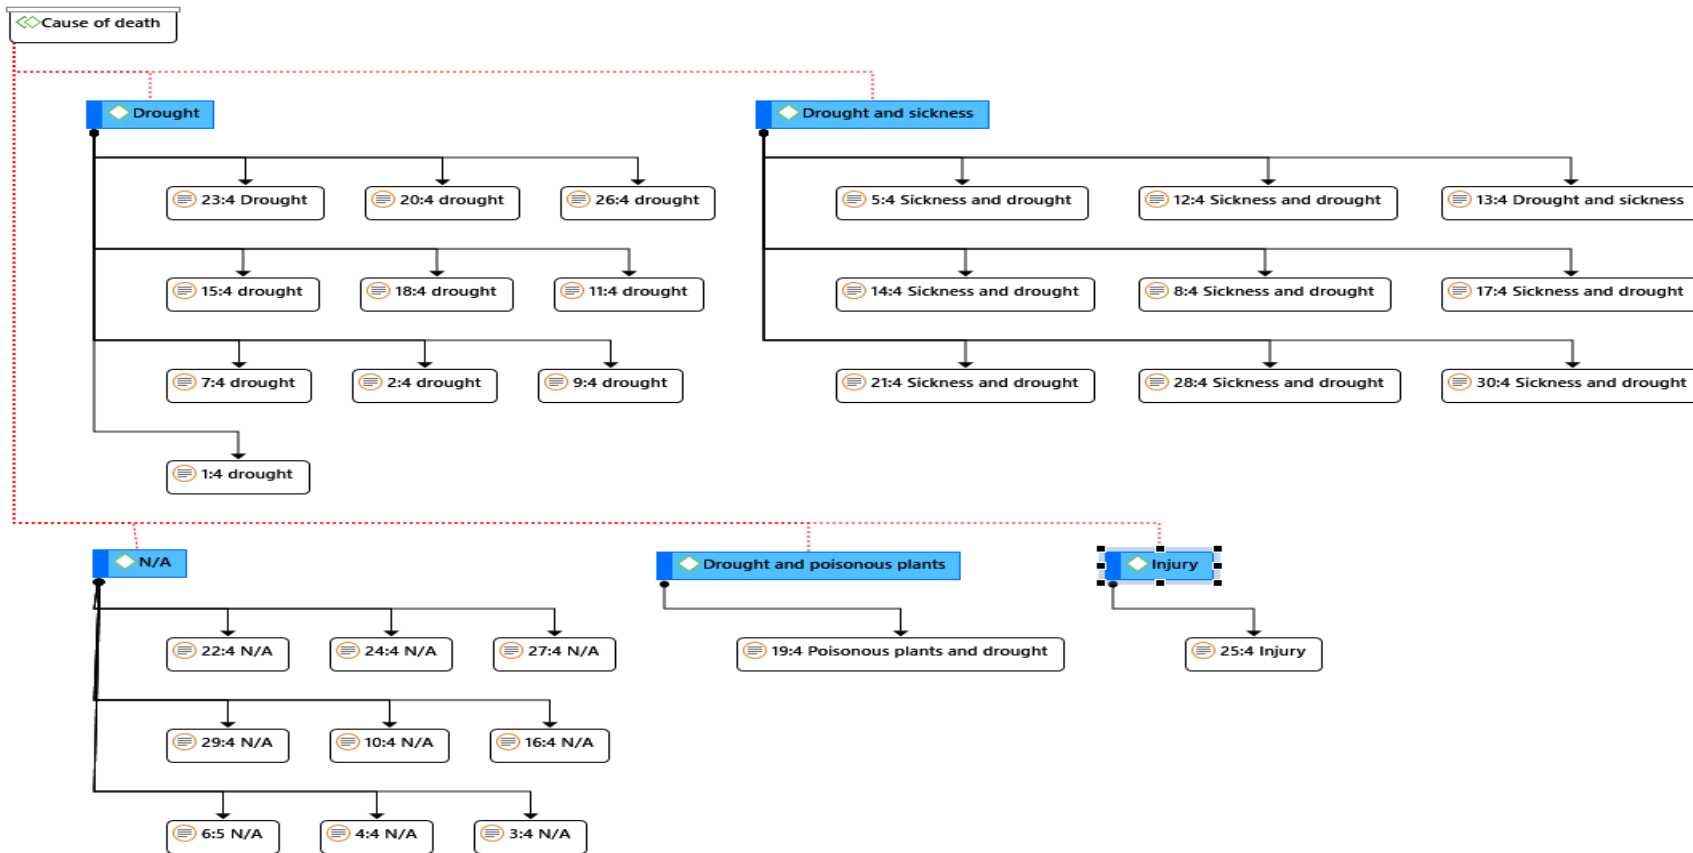 Cause of death
Drought
Drought and sickness
23:4 Drought
20:4 drought
26:4 drought
5:4 Sickness and drought
12:4 Sickness and drought
13:4 Drought and sickness
15:4 drought
18:4 drought
11:4 drought
14:4 Sickness and drought
8:4 Sickness and drought
17:4 Sickness and drought
7:4 drought
2:4 drought
9:4 drought
21:4 Sickness and drought
28:4 Sickness and drought
30:4 Sickness and drought
1:4 drought
N/A
Drought and poisonous plants
Injury
22:4 N/A
24:4 N/A
27:4 N/A
19:4 Poisonous plants and drought
25:4 Injury
29:4 N/A
10:4 N/A
16:4 N/A
6:5 N/A
4:4 N/A
3:4 N/A